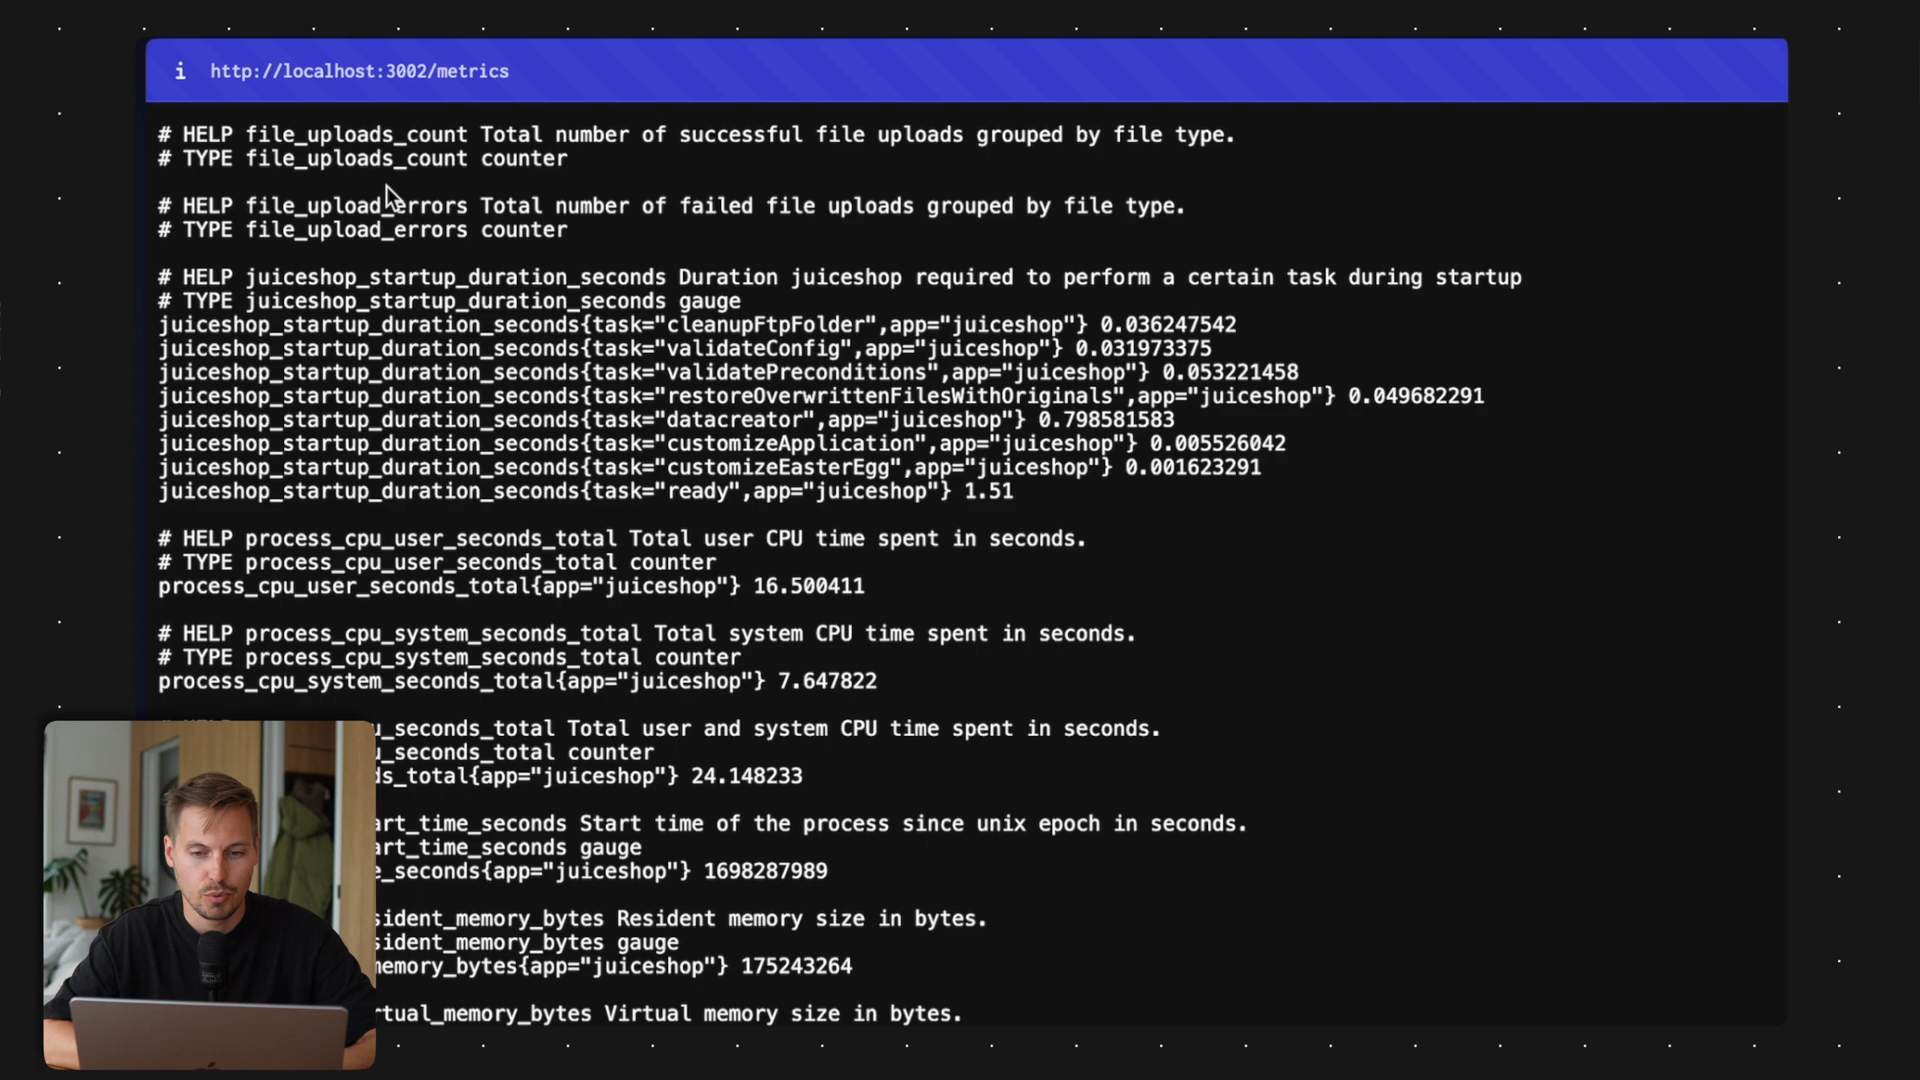 i http://localhost:3002/metrics
# HELP file_uploads_count Total number of successful file uploads grouped by file type.
# TYPE file_uploads_count counter
# HELP file_upload_errors Total number of failed file uploads grouped by file type.
# TYPE file_upload_errors counter
# HELP juiceshop_startup_duration_seconds Duration juiceshop required to perform a certain task during startup
# TYPE juiceshop_startup_duration_seconds gauge
juiceshop_startup_duration_seconds{task="cleanupFtpFolder",app="juiceshop"} 0.036247542
juiceshop_startup_duration_seconds{task="validateConfig",app="juiceshop"} 0.031973375
juiceshop_startup_duration_seconds{task="validatePreconditions",app="juiceshop"} 0.053221458
juiceshop_startup_duration_seconds{task="restoreOverwrittenFilesWithOriginals",app="juiceshop"} 0.049682291
juiceshop_startup_duration_seconds{task="datacreator",app="juiceshop"} 0.798581583
juiceshop_startup_duration_seconds{task="customizeApplication",app="juiceshop"} 0.005526042
juiceshop_startup_duration_seconds{task="customizeEasterEgg",app="juiceshop"} 0.001623291
juiceshop_startup_duration_seconds{task="ready",app="juiceshop"} 1.51
# HELP process_cpu_user_seconds_total Total user CPU time spent in seconds.
# TYPE process_cpu_user_seconds_total counter
process_cpu_user_seconds_total{app="juiceshop"} 16.500411
# HELP process_cpu_system_seconds_total Total system CPU time spent in seconds.
# TYPE process_cpu_system_seconds_total counter
process_cpu_system_seconds_total{app="juiceshop"} 7.647822
u_seconds_total Total user and system CPU time spent in seconds.
u_seconds_total counter
ds_total{app="juiceshop"} 24.148233
art_time_seconds Start time of the process since unix epoch in seconds.
art_time_seconds gauge
e_seconds{app="juiceshop"} 1698287989
sident_memory_bytes Resident memory size in bytes.
sident_memory_bytes gauge
memory_bytes{app="juiceshop"} 175243264
rtual_memory_bytes Virtual memory size in bytes.